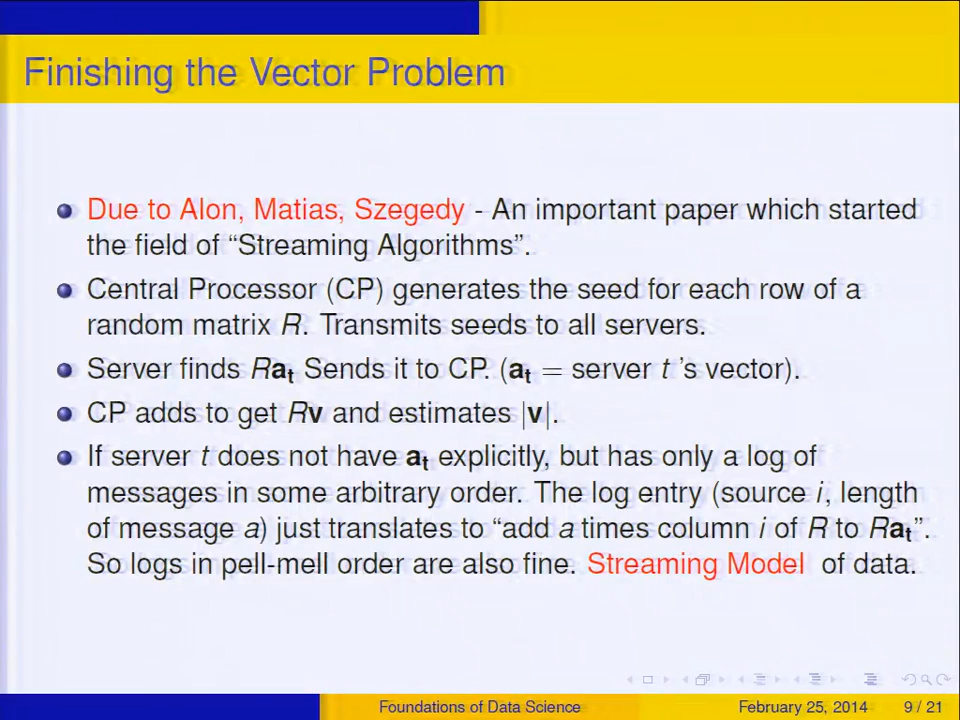 Finishing the Vector Problem
Due to Alon, Matias, Szegedy - An important paper which started
the field of “Streaming Algorithms”.
Central Processor (CP) generates the seed for each row of a
random matrix R. Transmits seeds to all servers.
Server finds Raₜ Sends it to CP. (aₜ = server t ’s vector).
CP adds to get Rv and estimates |v|.
If server t does not have aₜ explicitly, but has only a log of
messages in some arbitrary order. The log entry (source i, length
of message a) just translates to “add a times column i of R to Raₜ”.
So logs in pell-mell order are also fine. Streaming Model of data.
Foundations of Data Science February 25, 2014 9 / 21